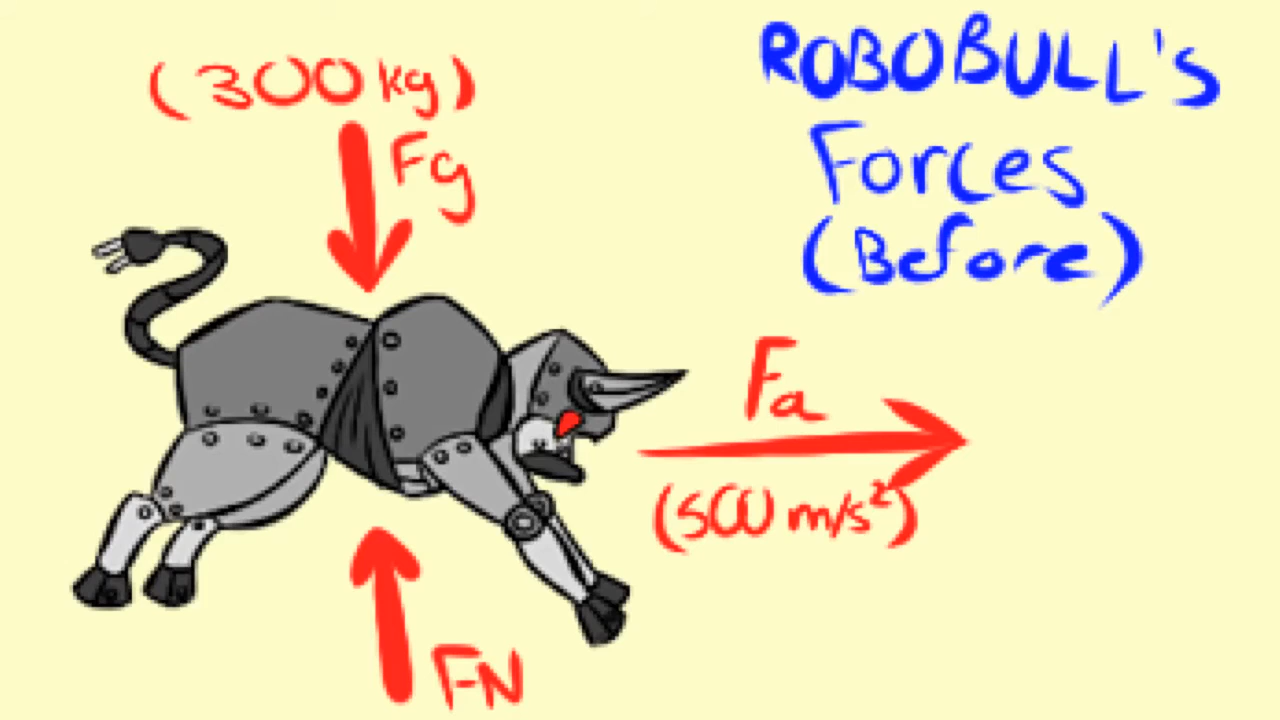 ROBOBULL's
Forces
(Before)
(300 kg)
Fg
Fa
(500 m/s²)
FN